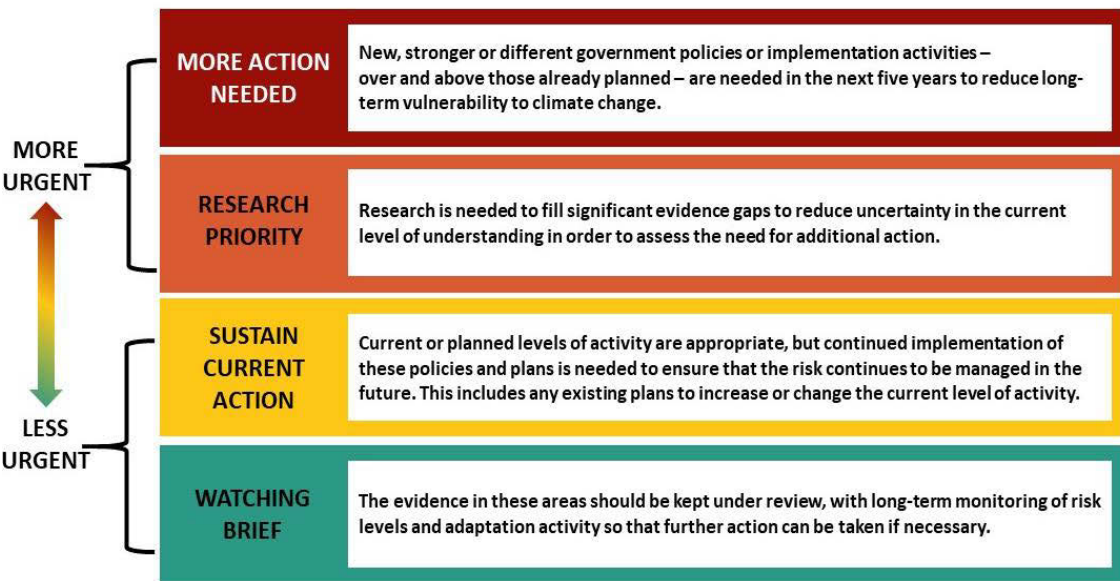 MORE ACTION
NEEDED
New, stronger or different government policies or implementation activities –
over and above those already planned – are needed in the next five years to reduce long-
term vulnerability to climate change.
MORE
URGENT
RESEARCH
PRIORITY
Research is needed to fill significant evidence gaps to reduce uncertainty in the current
level of understanding in order to assess the need for additional action.
SUSTAIN
CURRENT
ACTION
Current or planned levels of activity are appropriate, but continued implementation of
these policies and plans is needed to ensure that the risk continues to be managed in the
future. This includes any existing plans to increase or change the current level of activity.
LESS
URGENT
WATCHING
BRIEF
The evidence in these areas should be kept under review, with long-term monitoring of risk
levels and adaptation activity so that further action can be taken if necessary.